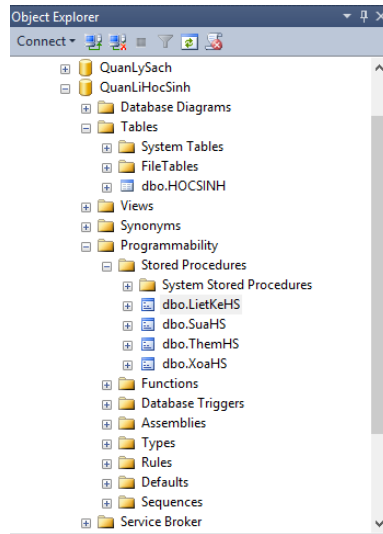 Object Explorer
Connect
QuanLySach
QuanLiHocSinh
Database Diagrams
Tables
System Tables
FileTables
dbo.HOCSINH
Views
Synonyms
Programmability
Stored Procedures
System Stored Procedures
dbo.LietKeHS
dbo.SuaHS
dbo.ThemHS
dbo.XoaHS
Functions
Database Triggers
Assemblies
Types
Rules
Defaults
Sequences
Service Broker